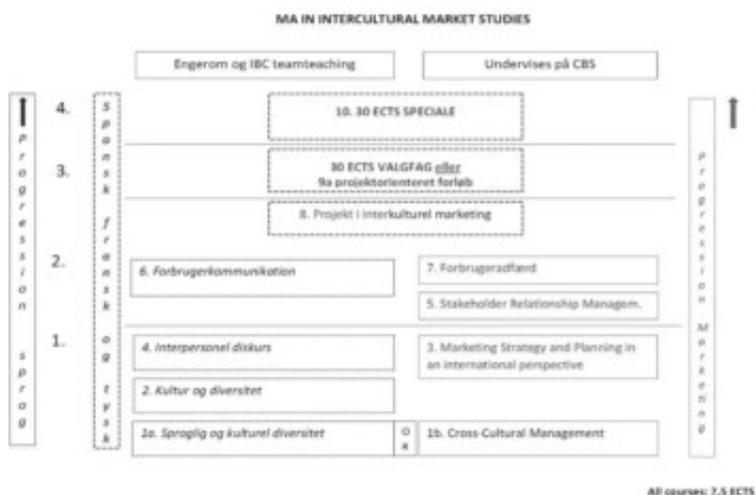 MA IN INTERCULTURAL MARKET STUDIES
Engerom og IBC teamteaching
Undervises på CBS
4.
10. 30 ECTS SPECIALE
3.
30 ECTS VALGFAG eller
9a projektorienteret forløb
8. Projekt i interkulturel marketing
2.
6. Forbrugerkommunikation
7. Forbrugeradfærd
5. Stakeholder Relationship Managem.
1.
4. Interpersonel diskurs
3. Marketing Strategy and Planning in
an international perspective
2. Kultur og diversitet
1a. Sproglig og kulturel diversitet
OR
1b. Cross-Cultural Management
Progression sprog
Spansk fransk og tysk
Progression Marketing
All courses: 7.5 ECTS